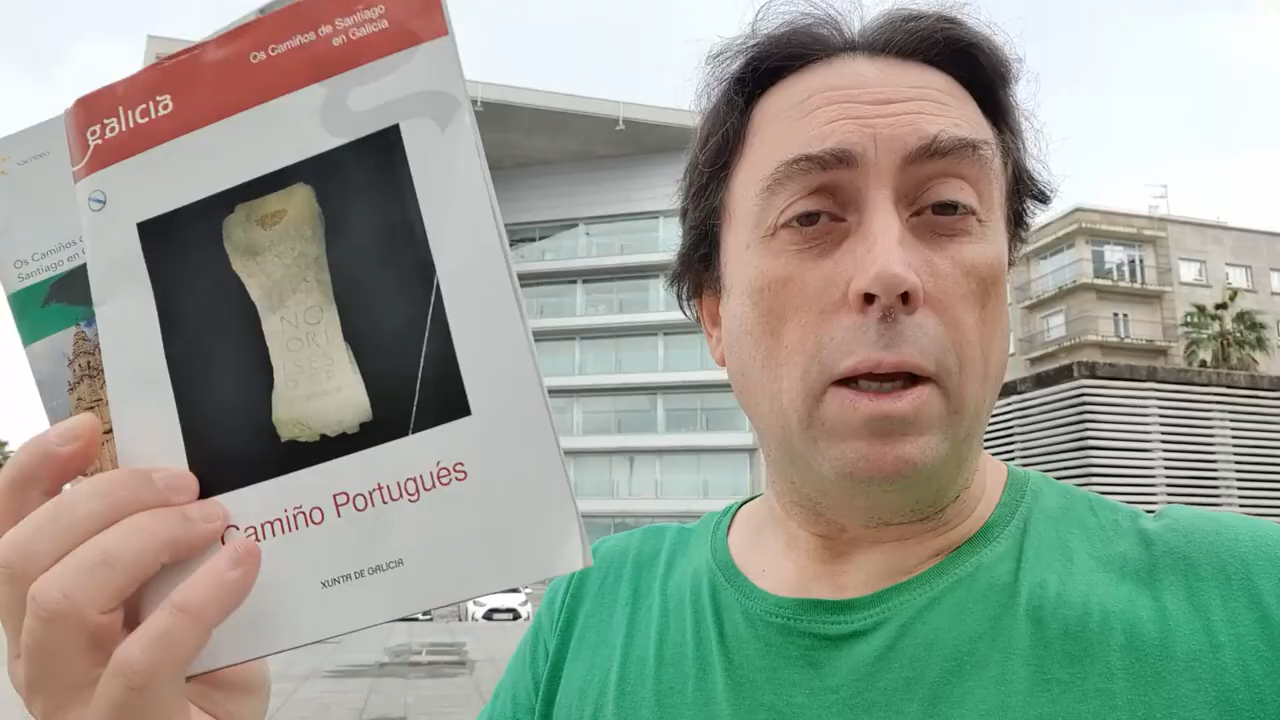 Os Camiños de Santiago
en Galicia
galicia
Os Camiños
Santiago en
NO
ORI
Camiño Portugués
XUNTA DE GALICIA